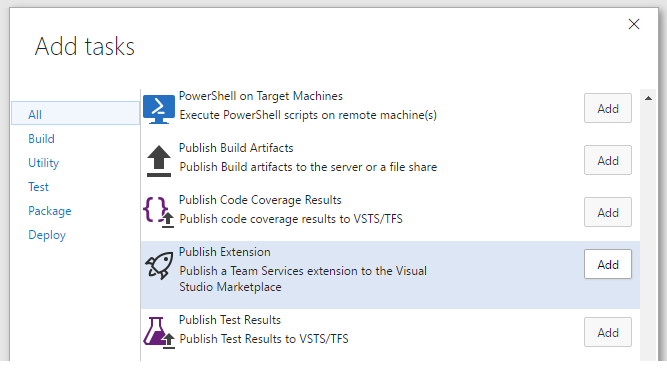 Add tasks
All
Build
Utility
Test
Package
Deploy
PowerShell on Target Machines
Execute PowerShell scripts on remote machine(s)
Add
Publish Build Artifacts
Publish Build artifacts to the server or a file share
Add
Publish Code Coverage Results
Publish code coverage results to VSTS/TFS
Add
Publish Extension
Publish a Team Services extension to the Visual
Studio Marketplace
Add
Publish Test Results
Publish Test Results to VSTS/TFS
Add